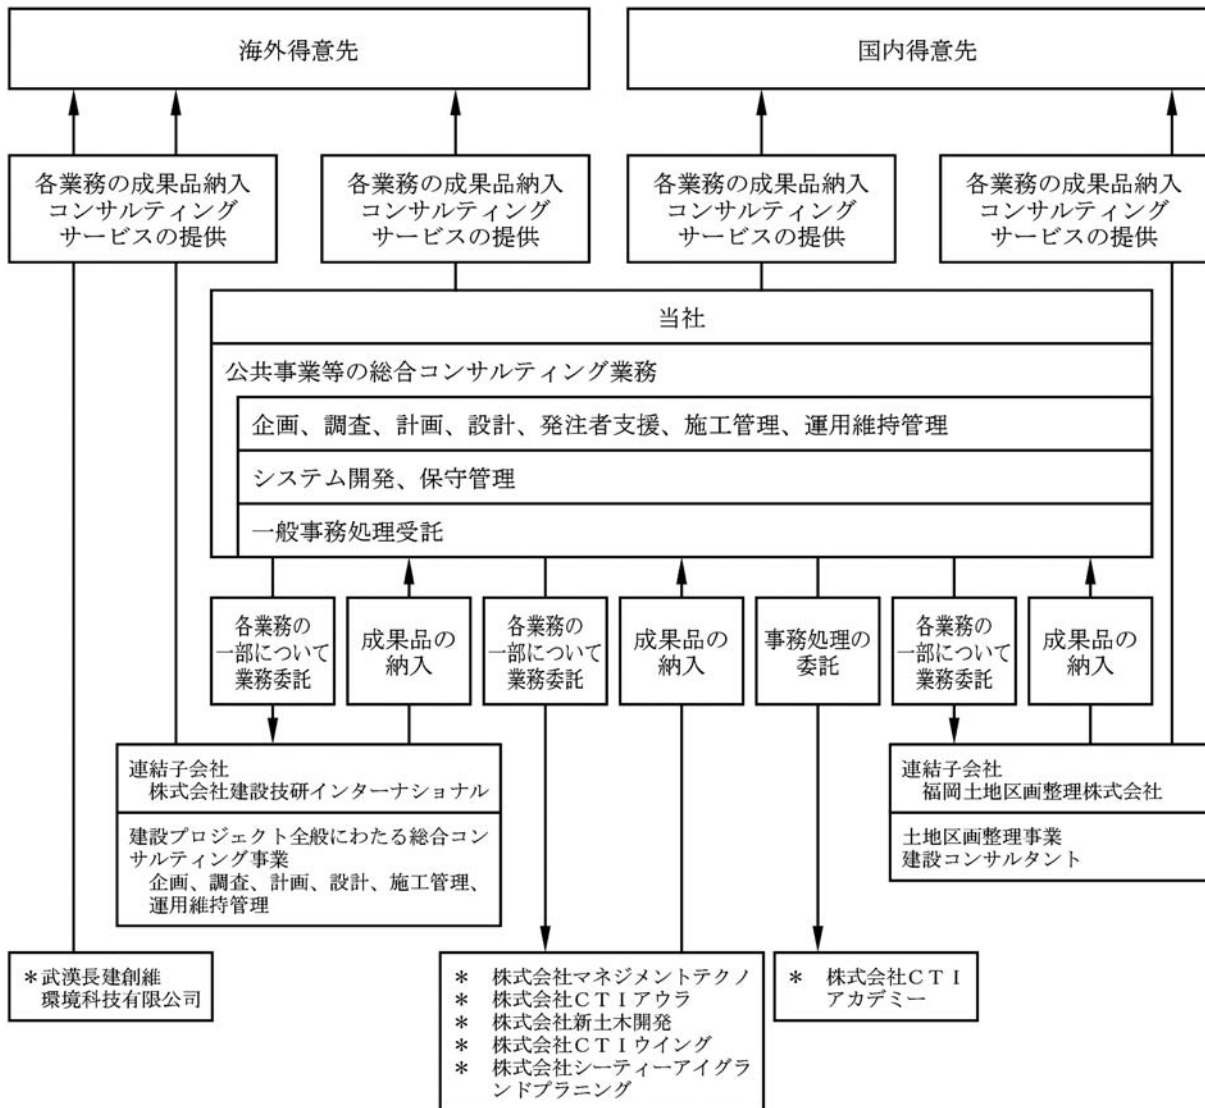 海外得意先
国内得意先
各業務の成果品納入
コンサルティング
サービスの提供
各業務の成果品納入
コンサルティング
サービスの提供
各業務の成果品納入
コンサルティング
サービスの提供
各業務の成果品納入
コンサルティング
サービスの提供
当社
公共事業等の総合コンサルティング業務
企画、調査、計画、設計、発注者支援、施工管理、運用維持管理
システム開発、保守管理
一般事務処理受託
各業務の
一部について
業務委託
成果品の
納入
各業務の
一部について
業務委託
成果品の
納入
事務処理の
委託
各業務の
一部について
業務委託
成果品の
納入
連結子会社
株式会社建設技研インターナショナル
建設プロジェクト全般にわたる総合コン
サルティング事業
企画、調査、計画、設計、施工管理、
運用維持管理
連結子会社
福岡土地区画整理株式会社
土地区画整理事業
建設コンサルタント
＊武漢長建創維
環境科技有限公司
＊ 株式会社マネジメントテクノ
＊ 株式会社ＣＴＩアウラ
＊ 株式会社新土木開発
＊ 株式会社ＣＴＩウイング
＊ 株式会社シーティーアイグラ
ンドプラニング
＊ 株式会社ＣＴＩ
アカデミー